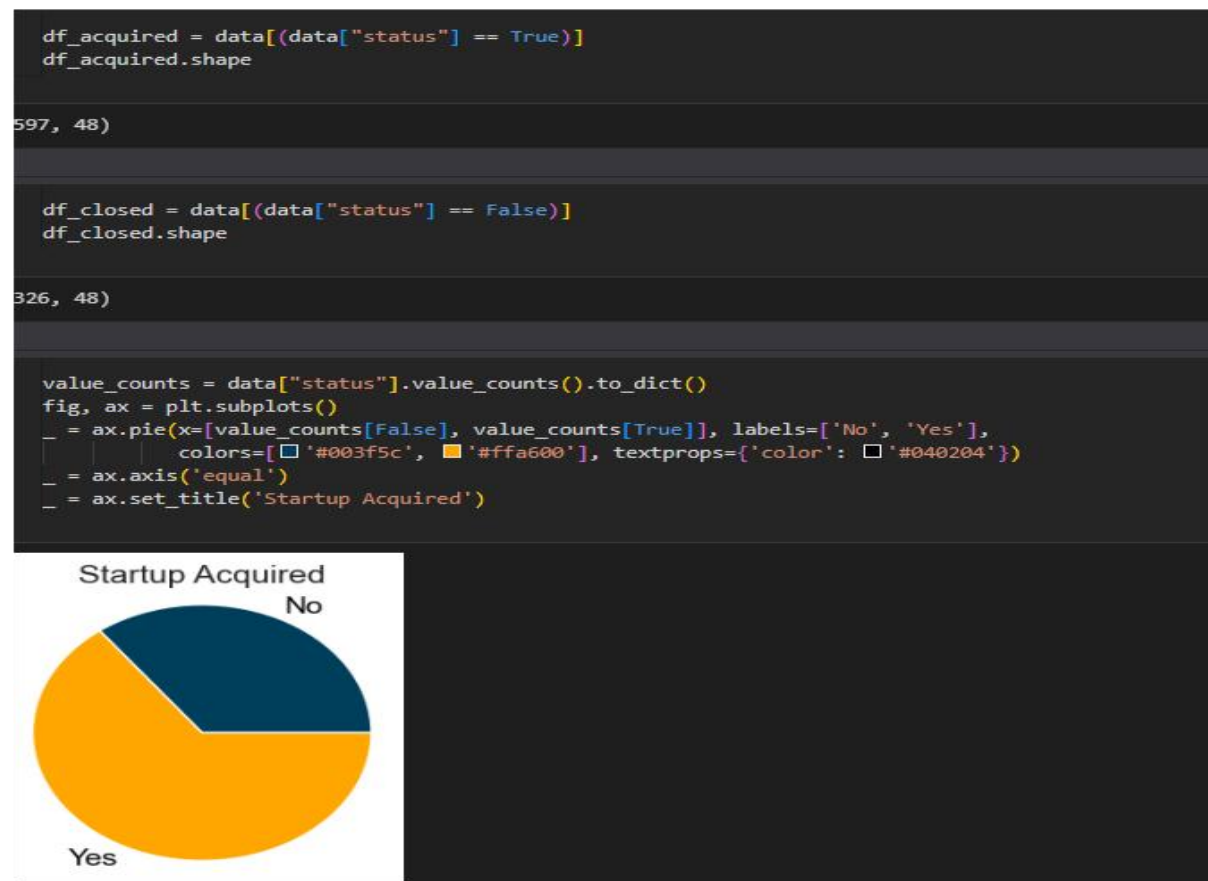 df_acquired = data[(data["status"] == True)]
df_acquired.shape
597, 48)
df_closed = data[(data["status"] == False)]
df_closed.shape
326, 48)
value_counts = data["status"].value_counts().to_dict()
fig, ax = plt.subplots()
_ = ax.pie(x=[value_counts[False], value_counts[True]], labels=['No', 'Yes'],
colors=['#003f5c', '#ffa600'], textprops={'color': '#040204'})
_ = ax.axis('equal')
_ = ax.set_title('Startup Acquired')
Startup Acquired
No
Yes